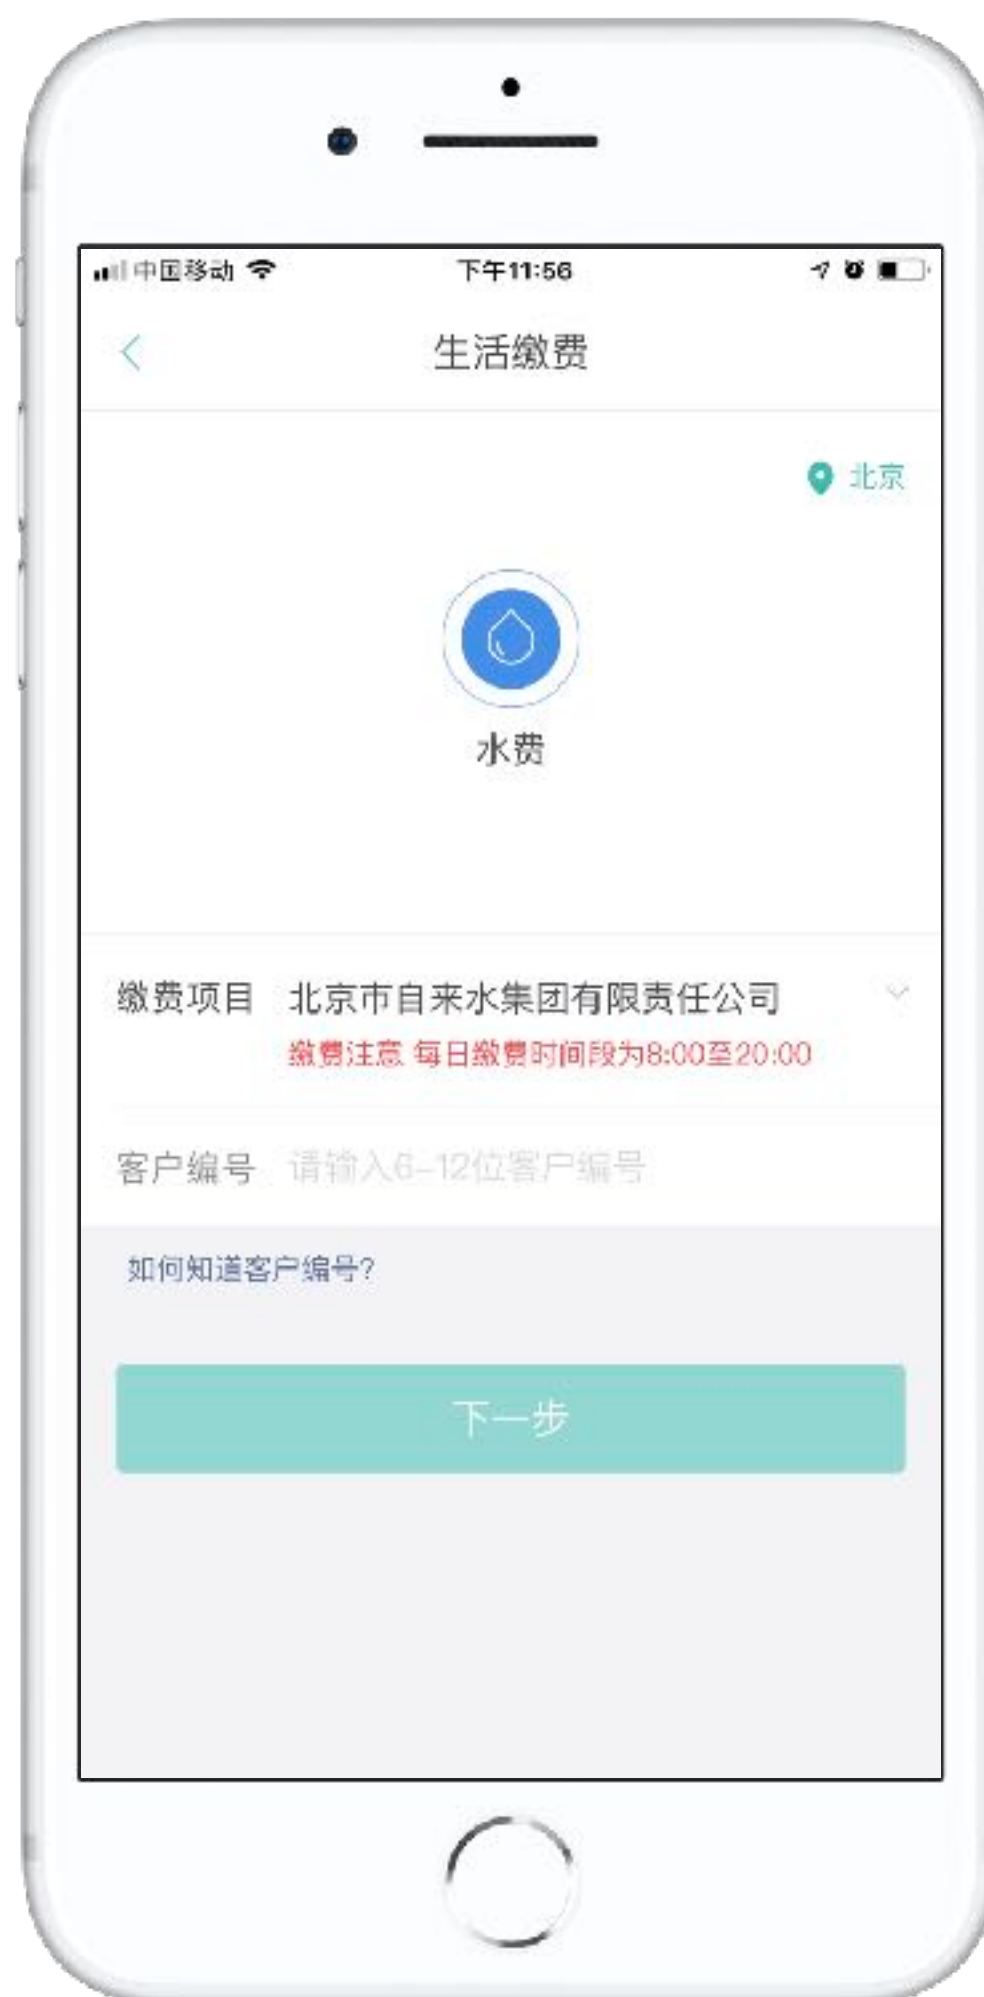 中国移动
下午11:56
生活缴费
北京
水费
缴费项目 北京市自来水集团有限责任公司
缴费注意 每日缴费时间段为8:00至20:00
客户编号 请输入6-12位客户编号
如何知道客户编号?
下一步